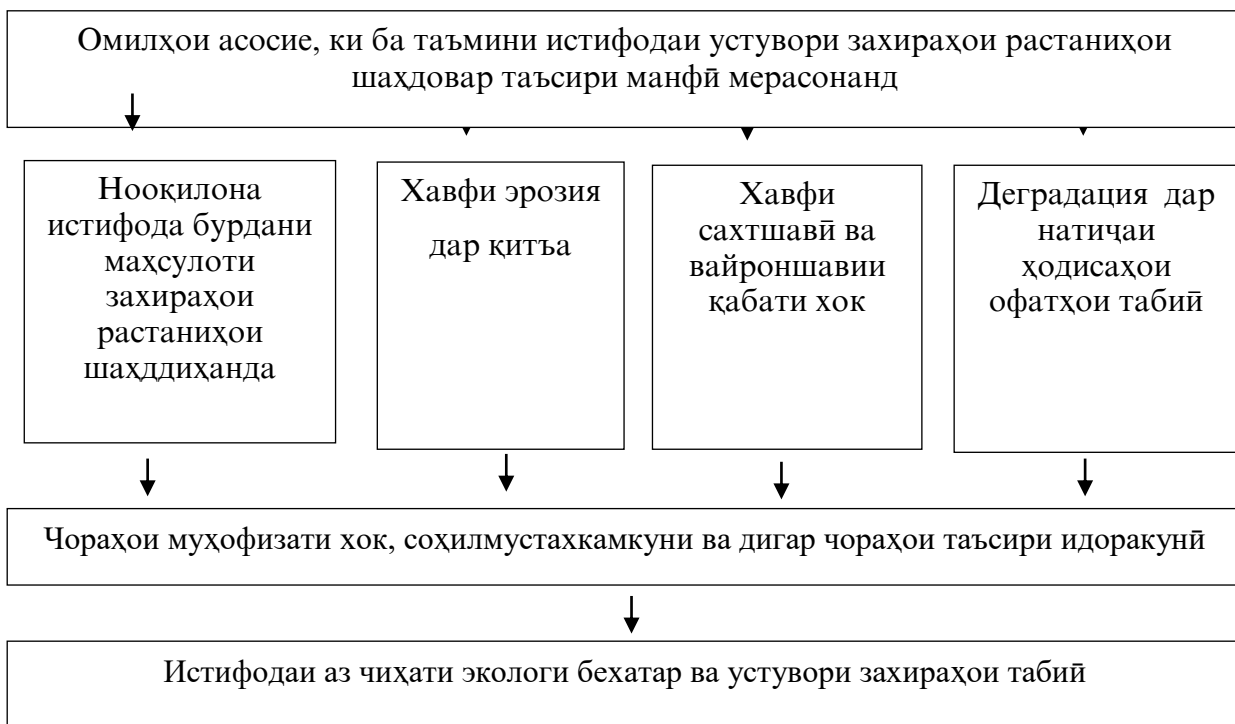 Омилҳои асосие, ки ба таъмини истифодаи устувори захираҳои растаниҳои
шаҳдовар таъсири манфӣ мерасонанд
Нооқилона
истифода бурдани
маҳсулоти
захираҳои
растаниҳои
шаҳддиҳанда
Хавфи эрозия
дар қитъа
Хавфи
сахтшавӣ ва
вайроншавии
қабати хок
Деградация дар
натиҷаи
ҳодисаҳои
офатҳои табиӣ
Чораҳои муҳофизати хок, соҳилмустахкамкуни ва дигар чораҳои таъсири идоракунӣ
Истифодаи аз чиҳати экологи бехатар ва устувори захираҳои табиӣ